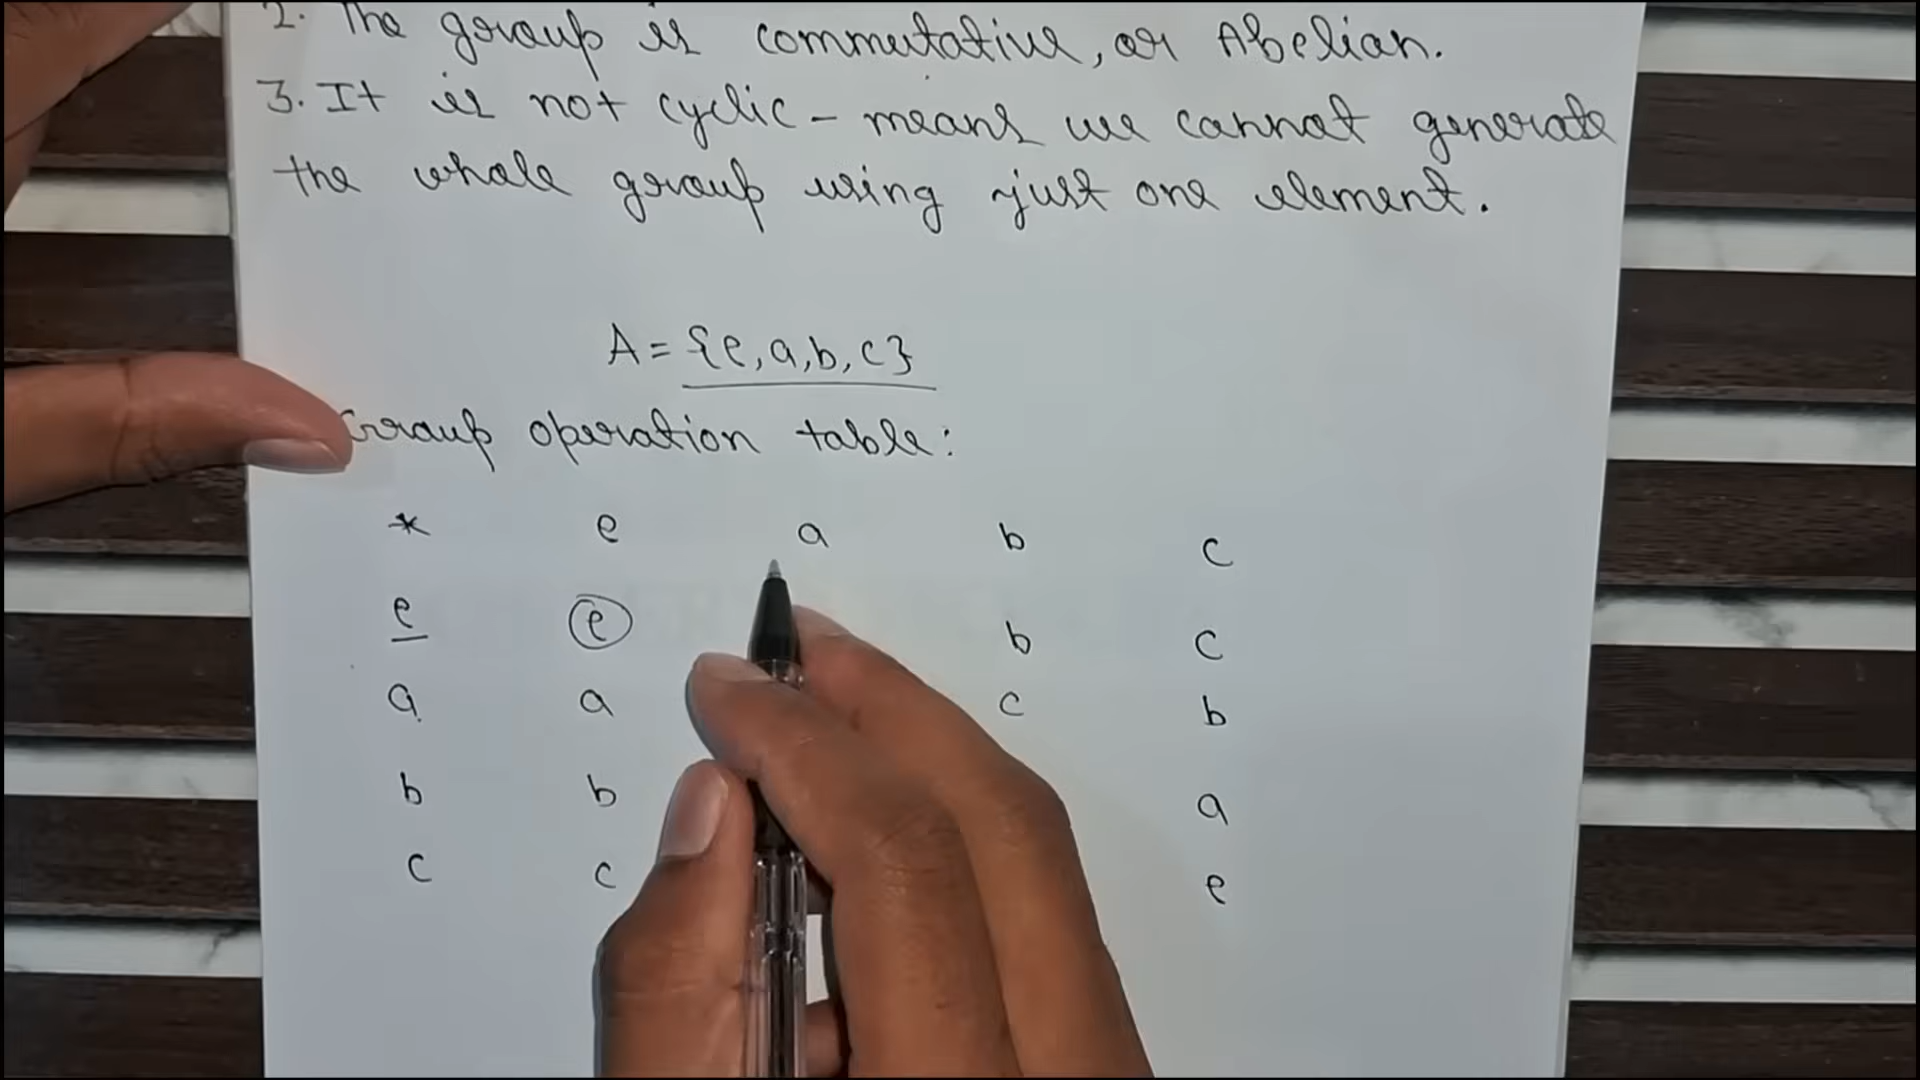 2. The group is commutative, or Abelian.
3. It is not cyclic - means we cannot generate
the whole group using just one element.
A = {e, a, b, c}
Group operation table:
* e a b c
e e b c
a a c b
b b a
c c e